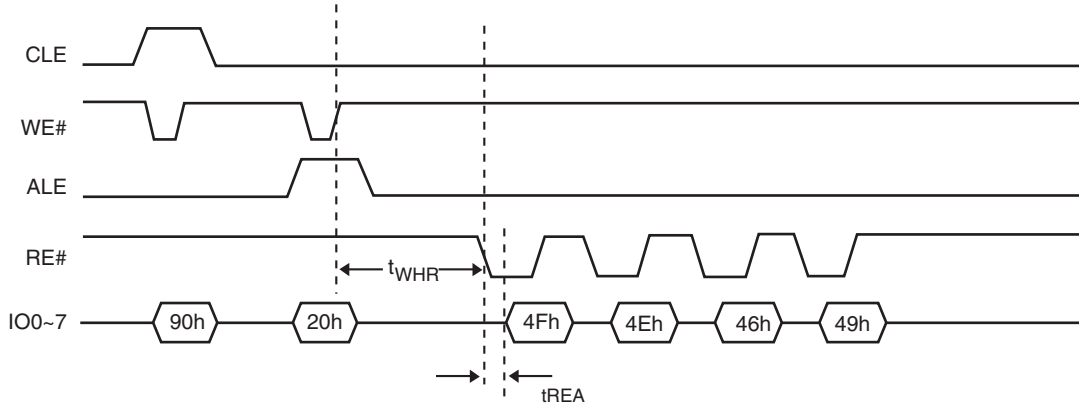 CLE
WE#
ALE
RE#
tWHR
IO0~7 90h 20h 4Fh 4Eh 46h 49h
tREA